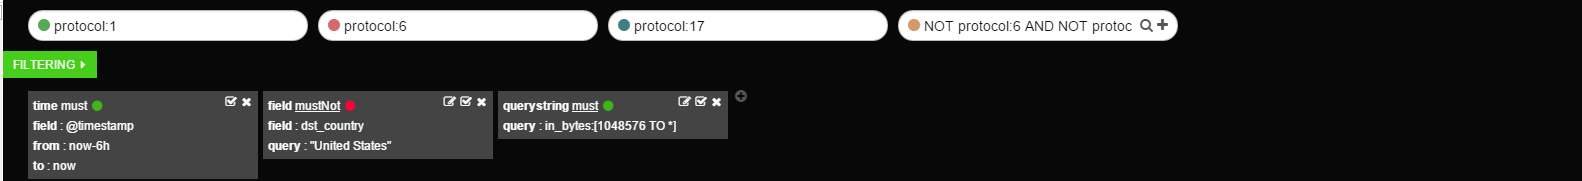 protocol:1 protocol:6 protocol:17 NOT protocol:6 AND NOT protoc
FILTERING
time must field mustNot querystring must
field : @timestamp field : dst_country query : in_bytes:[1048576 TO *]
from : now-6h query : "United States"
to : now